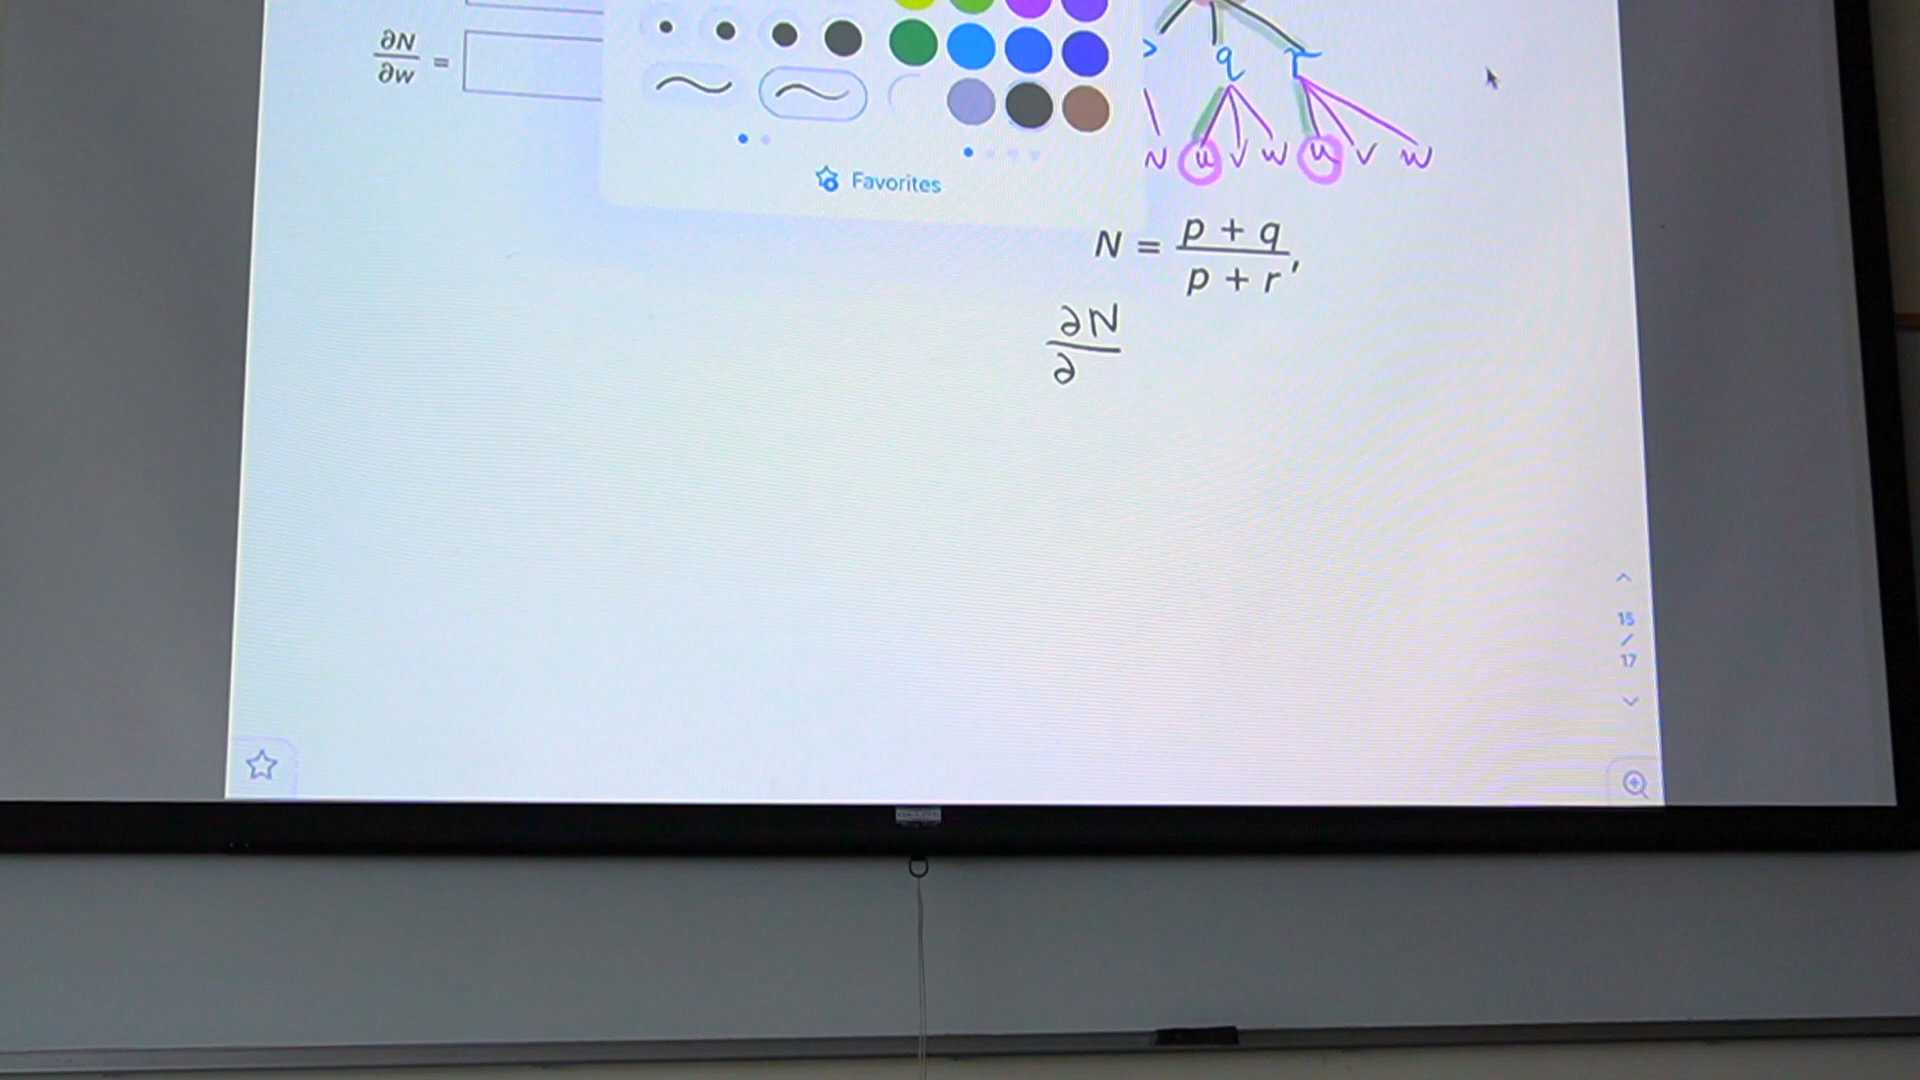 ∂N/∂w =
q r
N u v w u v w
Favorites
N = (p + q)/(p + r),
∂N/∂
15
/
17